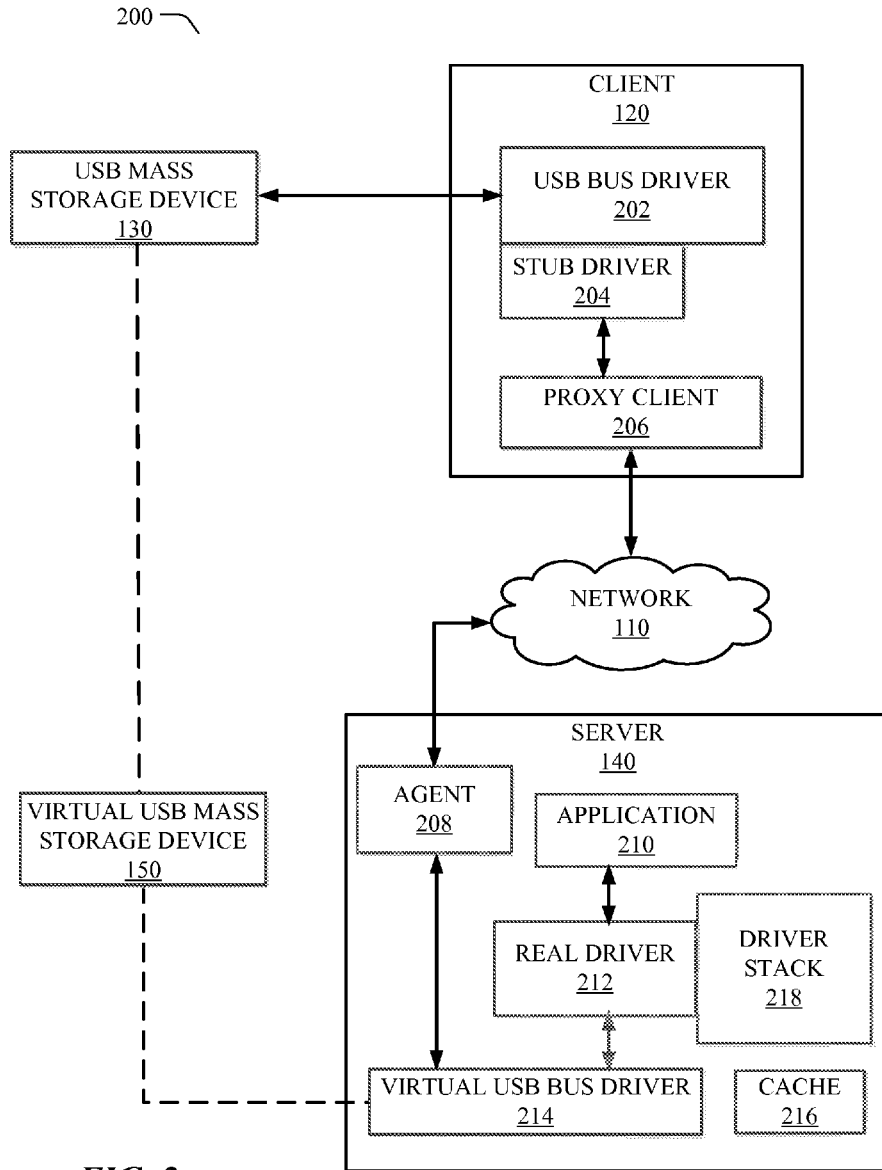 200
CLIENT
120
USB MASS
STORAGE DEVICE
130
USB BUS DRIVER
202
STUB DRIVER
204
PROXY CLIENT
206
NETWORK
110
SERVER
140
AGENT
208
APPLICATION
210
VIRTUAL USB MASS
STORAGE DEVICE
150
REAL DRIVER
212
DRIVER
STACK
218
VIRTUAL USB BUS DRIVER
214
CACHE
216